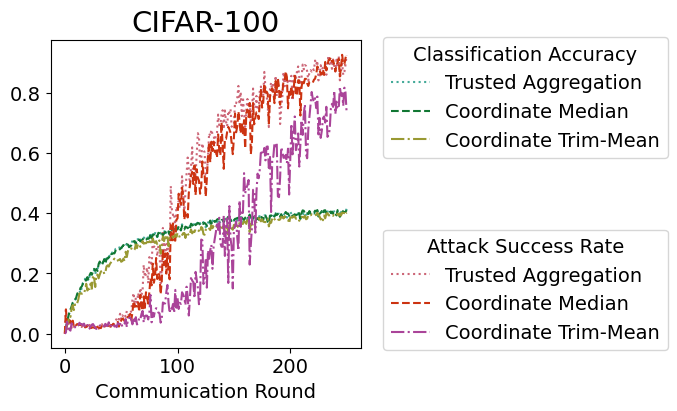 CIFAR-100
0.8
0.6
0.4
0.2
0.0
0 100 200
Communication Round
Classification Accuracy
Trusted Aggregation
Coordinate Median
Coordinate Trim-Mean
Attack Success Rate
Trusted Aggregation
Coordinate Median
Coordinate Trim-Mean